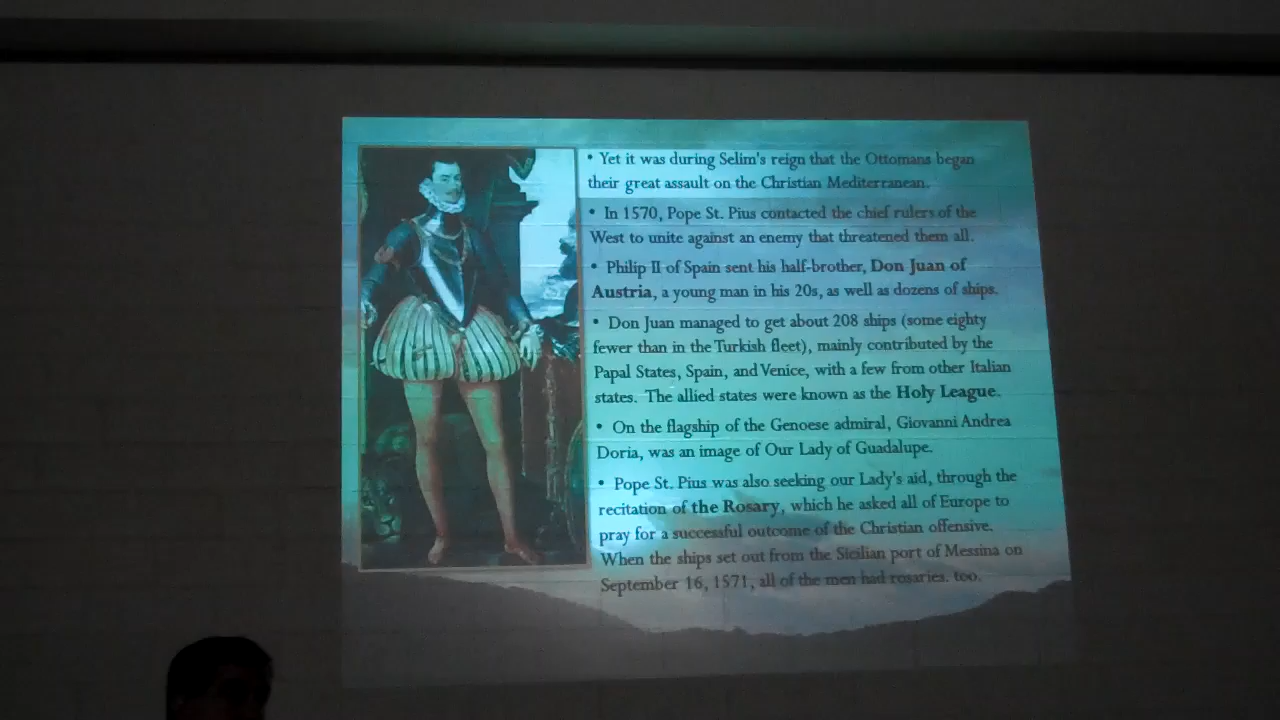 • Yet it was during Selim's reign that the Ottomans began
their great assault on the Christian Mediterranean.
• In 1570, Pope St. Pius contacted the chief rulers of the
West to unite against an enemy that threatened them all.
• Philip II of Spain sent his half-brother, Don Juan of
Austria, a young man in his 20s, as well as dozens of ships.
• Don Juan managed to get about 208 ships (some eighty
fewer than in the Turkish fleet), mainly contributed by the
Papal States, Spain, and Venice, with a few from other Italian
states. The allied states were known as the Holy League.
• On the flagship of the Genoese admiral, Giovanni Andrea
Doria, was an image of Our Lady of Guadalupe.
• Pope St. Pius was also seeking our Lady's aid, through the
recitation of the Rosary, which he asked all of Europe to
pray for a successful outcome of the Christian offensive.
When the ships set out from the Sicilian port of Messina on
September 16, 1571, all of the men had rosaries, too.